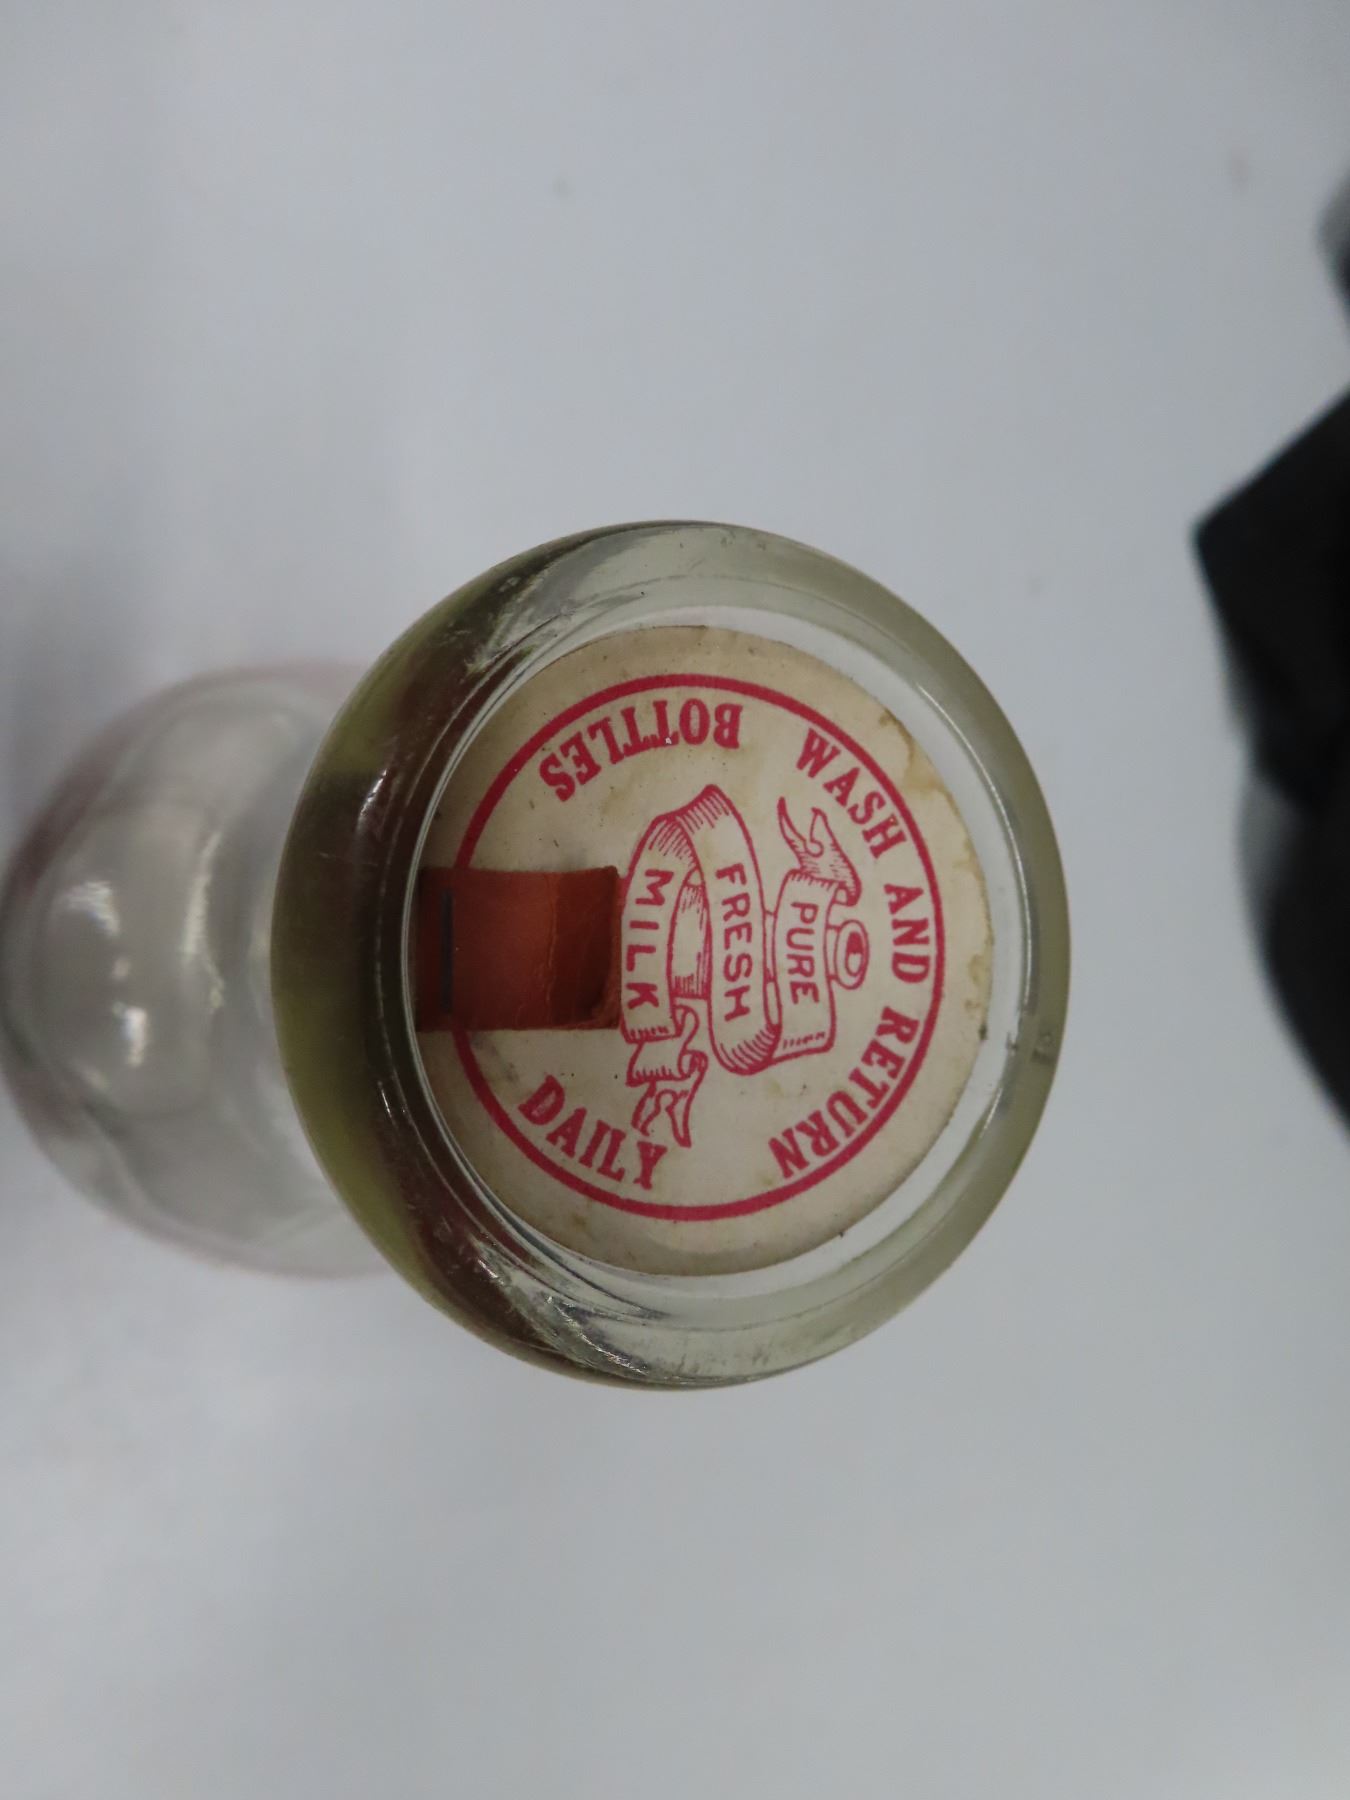 WASH AND RETURN
BOTTLES DAILY
PURE
FRESH
MILK